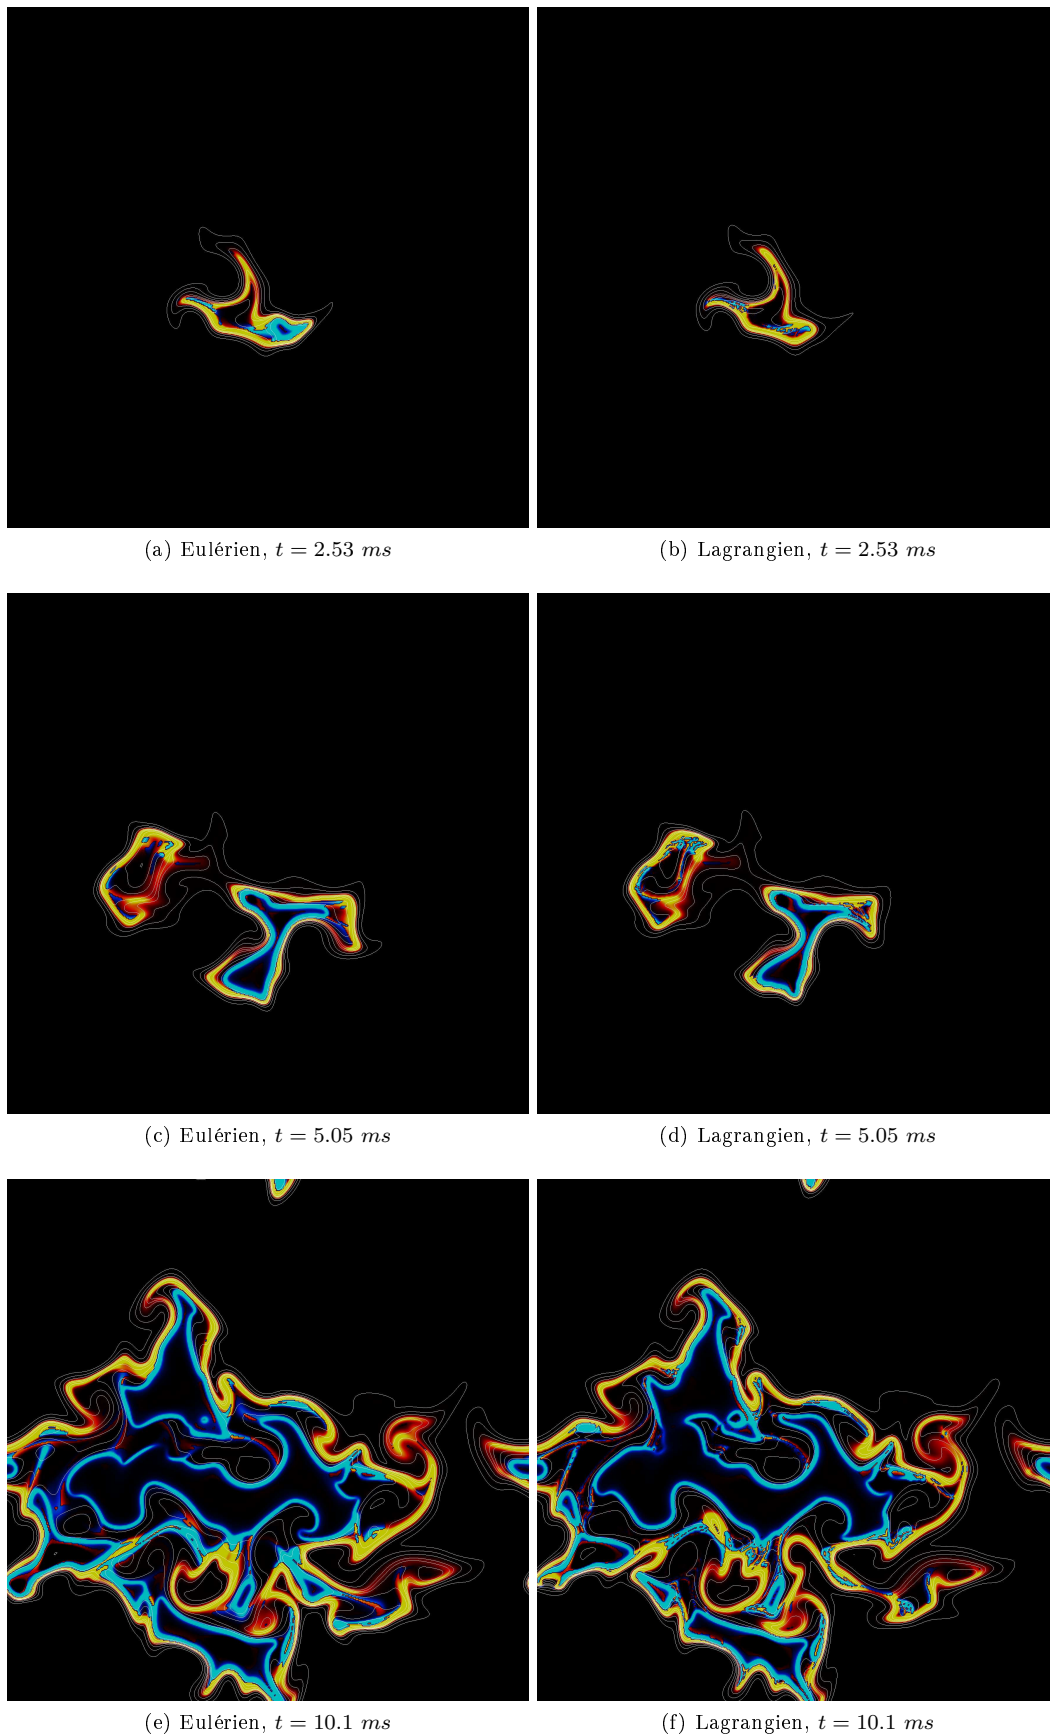 (a) Eulérien, t = 2.53 ms
(b) Lagrangien, t = 2.53 ms
(c) Eulérien, t = 5.05 ms
(d) Lagrangien, t = 5.05 ms
(e) Eulérien, t = 10.1 ms
(f) Lagrangien, t = 10.1 ms